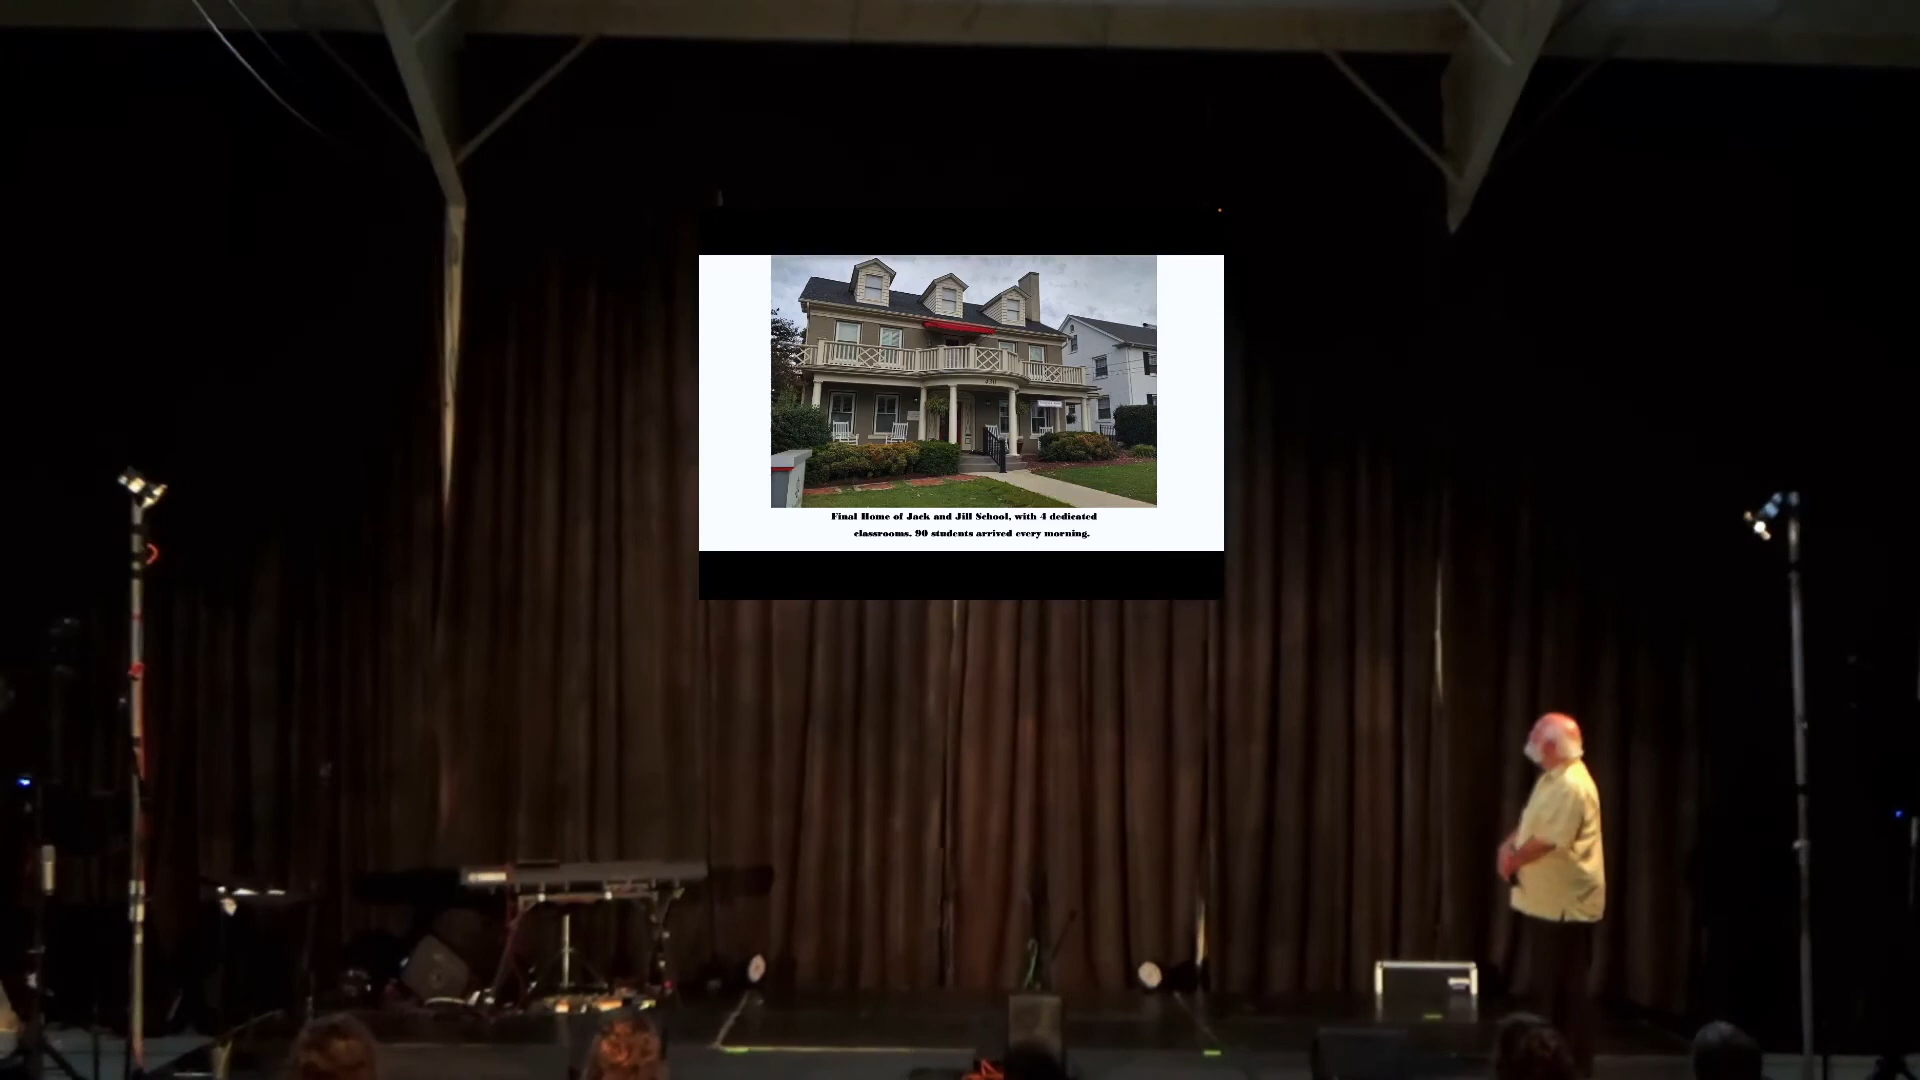 Final Home of Jack and Jill School, with 4 dedicated
classrooms. 90 students arrived every morning.